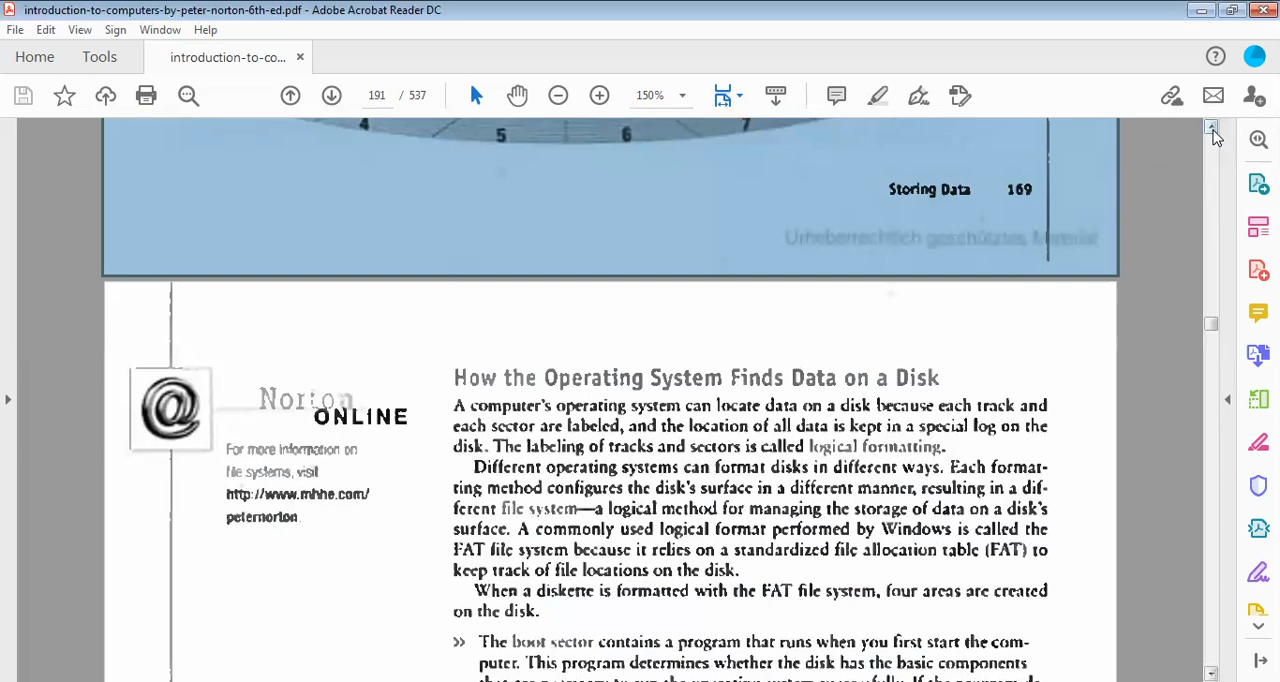 introduction-to-computers-by-peter-norton-6th-ed.pdf - Adobe Acrobat Reader DC
File Edit View Sign Window Help
Home Tools introduction-to-co... ×
191 / 537 150%
4 5 6 7
Storing Data 169
Urheberrechtlich geschütztes Material
Norton
ONLINE
For more information on
file systems, visit
http://www.mhhe.com/
peternorton
How the Operating System Finds Data on a Disk
A computer's operating system can locate data on a disk because each track and
each sector are labeled, and the location of all data is kept in a special log on the
disk. The labeling of tracks and sectors is called logical formatting.
Different operating systems can format disks in different ways. Each format-
ting method configures the disk's surface in a different manner, resulting in a dif-
ferent file system—a logical method for managing the storage of data on a disk's
surface. A commonly used logical format performed by Windows is called the
FAT file system because it relies on a standardized file allocation table (FAT) to
keep track of file locations on the disk.
When a diskette is formatted with the FAT file system, four areas are created
on the disk.
>> The boot sector contains a program that runs when you first start the com-
puter. This program determines whether the disk has the basic components